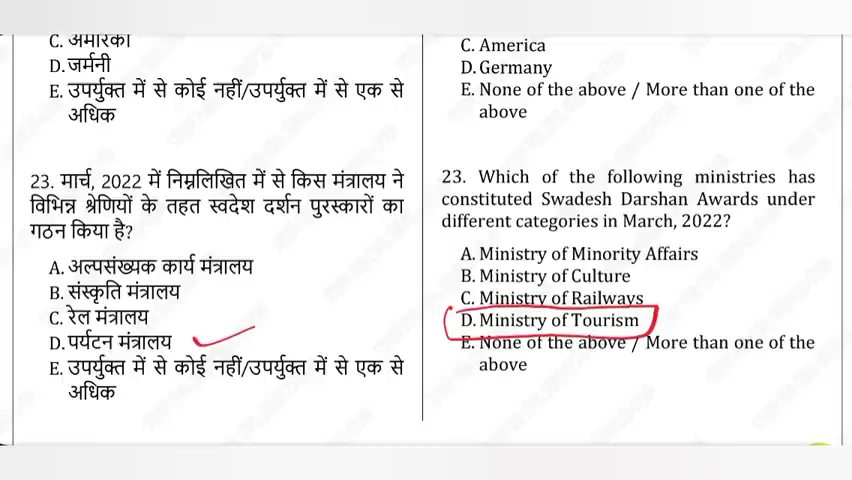 C. अमेरिका
D. जर्मनी
E. उपर्युक्त में से कोई नहीं/उपर्युक्त में से एक से
अधिक
23. मार्च, 2022 में निम्नलिखित में से किस मंत्रालय ने
विभिन्न श्रेणियों के तहत स्वदेश दर्शन पुरस्कारों का
गठन किया है?
A. अल्पसंख्यक कार्य मंत्रालय
B. संस्कृति मंत्रालय
C. रेल मंत्रालय
D. पर्यटन मंत्रालय
E. उपर्युक्त में से कोई नहीं/उपर्युक्त में से एक से
अधिक
C. America
D. Germany
E. None of the above / More than one of the
above
23. Which of the following ministries has
constituted Swadesh Darshan Awards under
different categories in March, 2022?
A. Ministry of Minority Affairs
B. Ministry of Culture
C. Ministry of Railways
D. Ministry of Tourism
E. None of the above / More than one of the
above